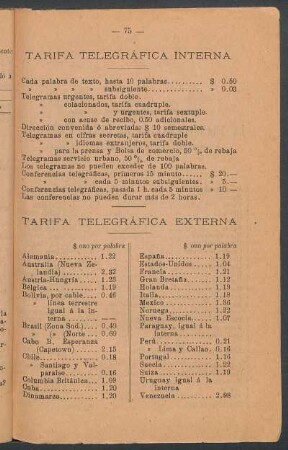 — 75 —
TARIFA TELEGRÁFICA INTERNA
Cada palabra de texto, hasta 10 palabras.......... $ 0.50
» » » » subsiguiente........... » 0.03
Telegramas urgentes, tarifa doble.
» colacionados, tarifa cuadruple.
» » y urgentes, tarifa sextuple.
» con acuse de recibo, 0.50 adicionales.
Dirección convenida ó abreviada: $ 10 semestrales.
Telegramas en cifras secretas, tarifa cuadruple
» » idiomas extranjeros, tarifa doble.
» para la prensa y Bolsa de comercio, 50 %, de rebaja
Telegramas servicio urbano, 50 %, de rebaja
Los telegramas no pueden exceder de 100 palabras.
Conferencias telegráficas, primeros 15 minuto...... $ 20.—
» » cada 5 minutos subsiguientes. $ 5.—
Conferencias telegráficas, pasada 1 h. cada 5 minutos » 10 —
Las conferencias no pueden durar más de 2 horas.
TARIFA TELEGRÁFICA EXTERNA
$ oro por palabra
Alemania............ 1.22
Australia (Nueva Ze-
landia)............. 2.32
Austria-Hungría.... 1.25
Bélgica............. 1.19
Bolivia, por cable.... 0.46
» línea terrestre
igual á la in-
terna —
Brasil (Zona Sud.).. 0.40
» (» Norte.... 0.60
Cabo B. Esperanza
(Capetown)...... 2.15
Chile............... 0.18
» Santiago y Val-
paraíso......... 0.16
Columbia Británica.. 1.09
Cuba............... 1.20
Dinamarca.......... 1.20
$ oro por palabra
España............. 1.19
Estados-Unidos..... 1.04
Francia............ 1.21
Gran Bretaña....... 1.12
Holanda............ 1.19
Italia.............. 1.18
México............. 1.36
Noruega............ 1.22
Nueva Escocia...... 1.07
Paraguay, igual á la
Interna...........
Perú............... 0.21
» Lima y Callao. 0.16
Portugal........... 1.16
Suecia............. 1.22
Suiza.............. 1.19
Uruguay igual á la
interna
Venezuela.......... 2.98